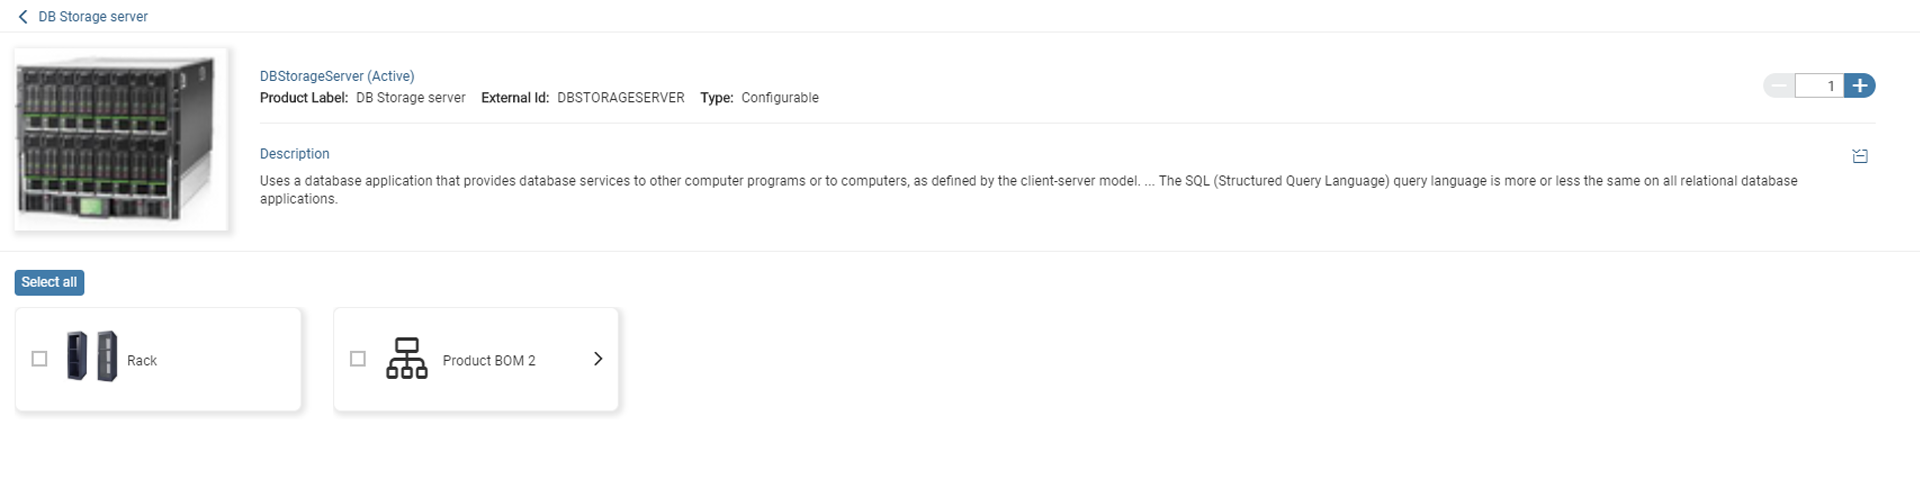 DB Storage server
DBStorageServer (Active)
Product Label: DB Storage server External Id: DBSTORAGESERVER Type: Configurable
1
Description
Uses a database application that provides database services to other computer programs or to computers, as defined by the client-server model. ... The SQL (Structured Query Language) query language is more or less the same on all relational database
applications.
Select all
Rack
Product BOM 2